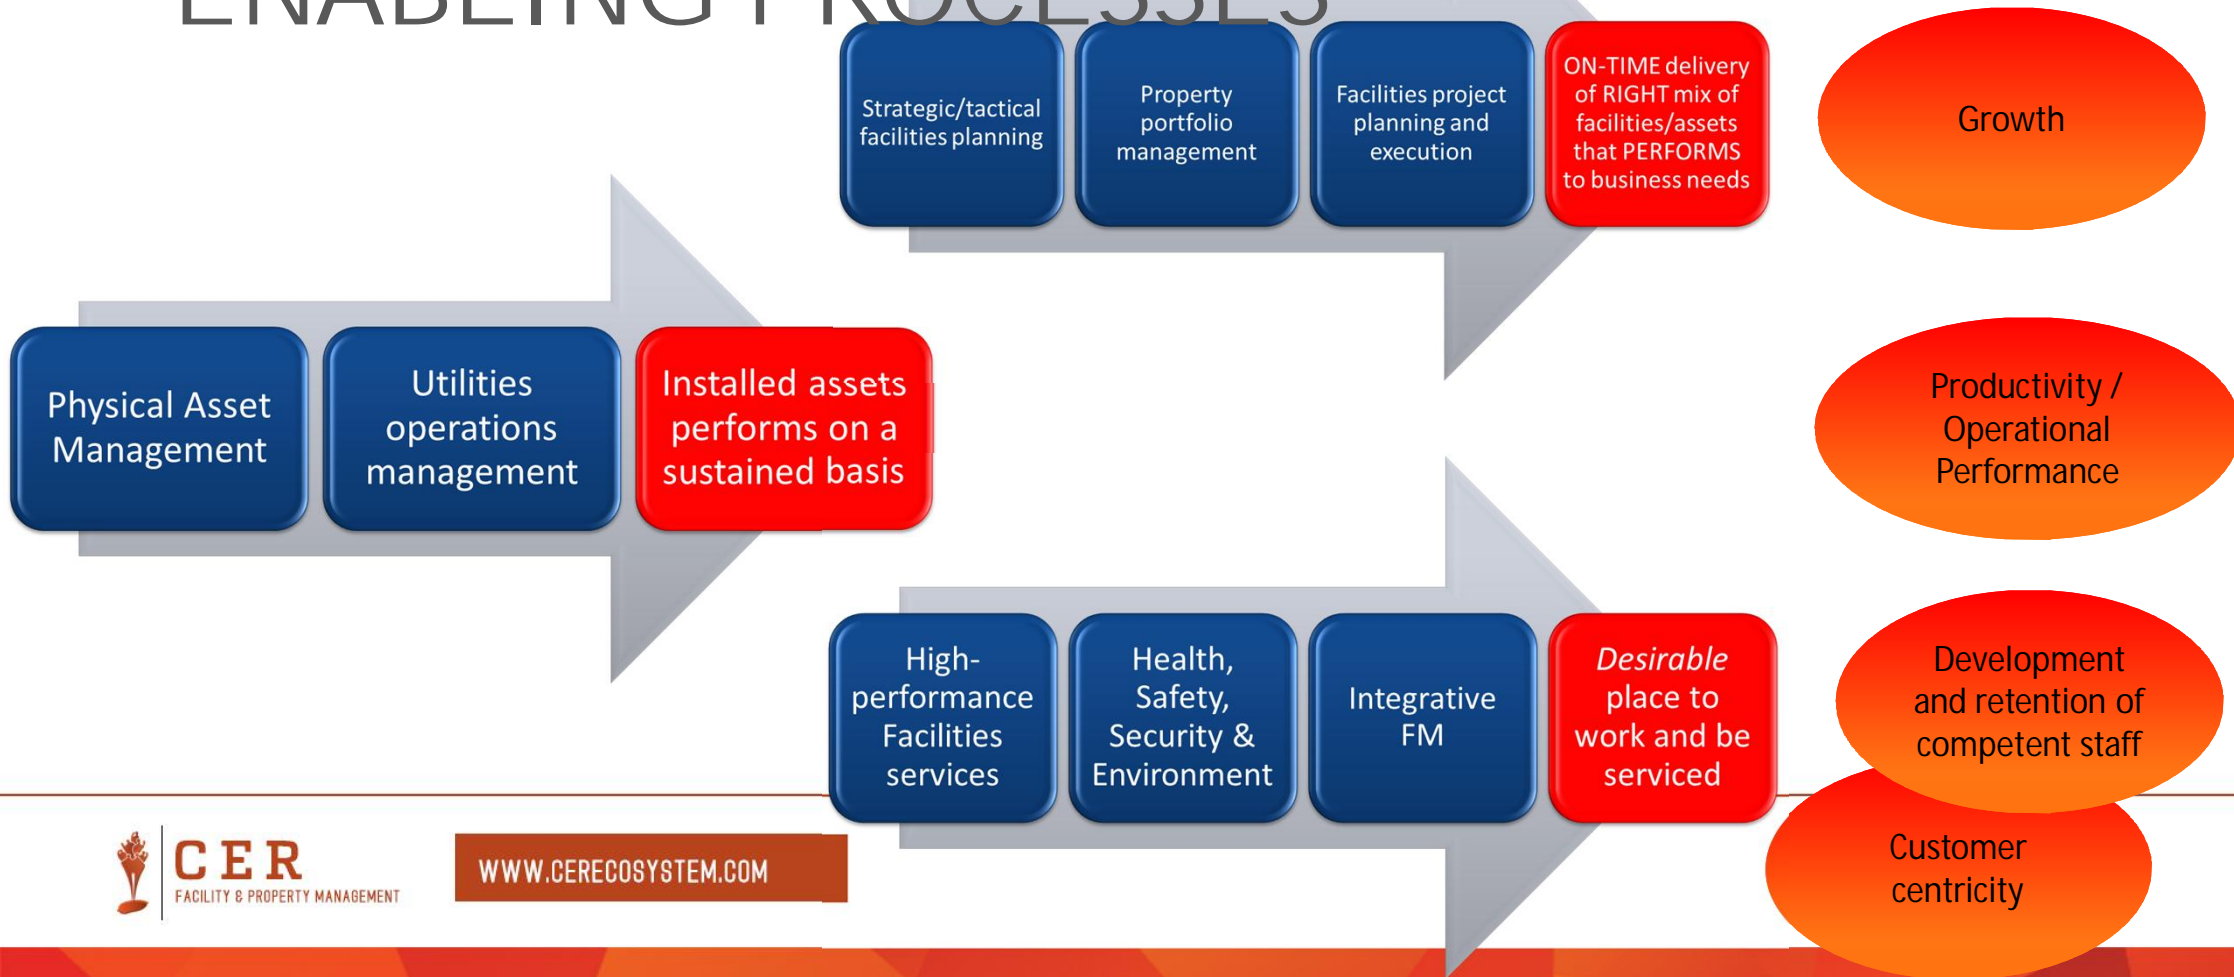 ENABLING PROCESSES
Strategic/tactical
facilities planning
Property
portfolio
management
Facilities project
planning and
execution
ON-TIME delivery
of RIGHT mix of
facilities/assets
that PERFORMS
to business needs
Growth
Physical Asset
Management
Utilities
operations
management
Installed assets
performs on a
sustained basis
Productivity /
Operational
Performance
High-
performance
Facilities
services
Health,
Safety,
Security &
Environment
Integrative
FM
Desirable
place to
work and be
serviced
Development
and retention of
competent staff
Customer
centricity
CER
FACILITY & PROPERTY MANAGEMENT
WWW.CERECOSYSTEM.COM